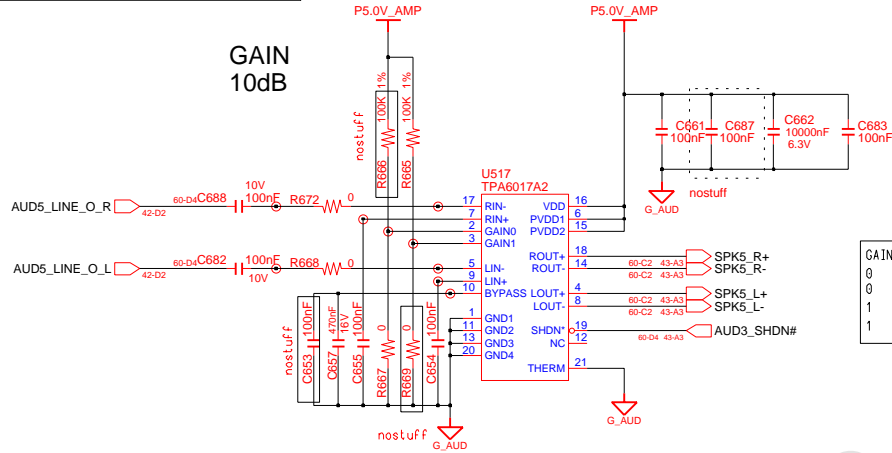 P5.0V_AMP
P5.0V_AMP
GAIN
10dB
nostuff
R666
100K 1%
R665
100K 1%
C661
100nF
C687
100nF
C662
10000nF
6.3V
C683
100nF
nostuff
G_AUD
U517
TPA6017A2
AUD5_LINE_O_R
60-D4
42-D2
C688
10V
100nF
R672
0
AUD5_LINE_O_L
60-D4
42-D2
C682
100nF
10V
R668
0
17 RIN-
7 RIN+
2 GAIN0
3 GAIN1
5 LIN-
9 LIN+
10 BYPASS
1 GND1
11 GND2
13 GND3
20 GND4
VDD 16
PVDD1 6
PVDD2 15
ROUT+ 18
ROUT- 14
LOUT+ 4
LOUT- 8
SHDN* 19
NC 12
THERM 21
SPK5_R+
60-C2 43-A3
SPK5_R-
60-C2 43-A3
SPK5_L+
60-C2 43-A3
SPK5_L-
60-C2 43-A3
AUD3_SHDN#
60-D4 43-A3
GAIN
0
0
1
1
nostuff
C653
100nF
C657
470nF
16V
C655
100nF
R667
0
R669
0
C654
100nF
nostuff
G_AUD
G_AUD